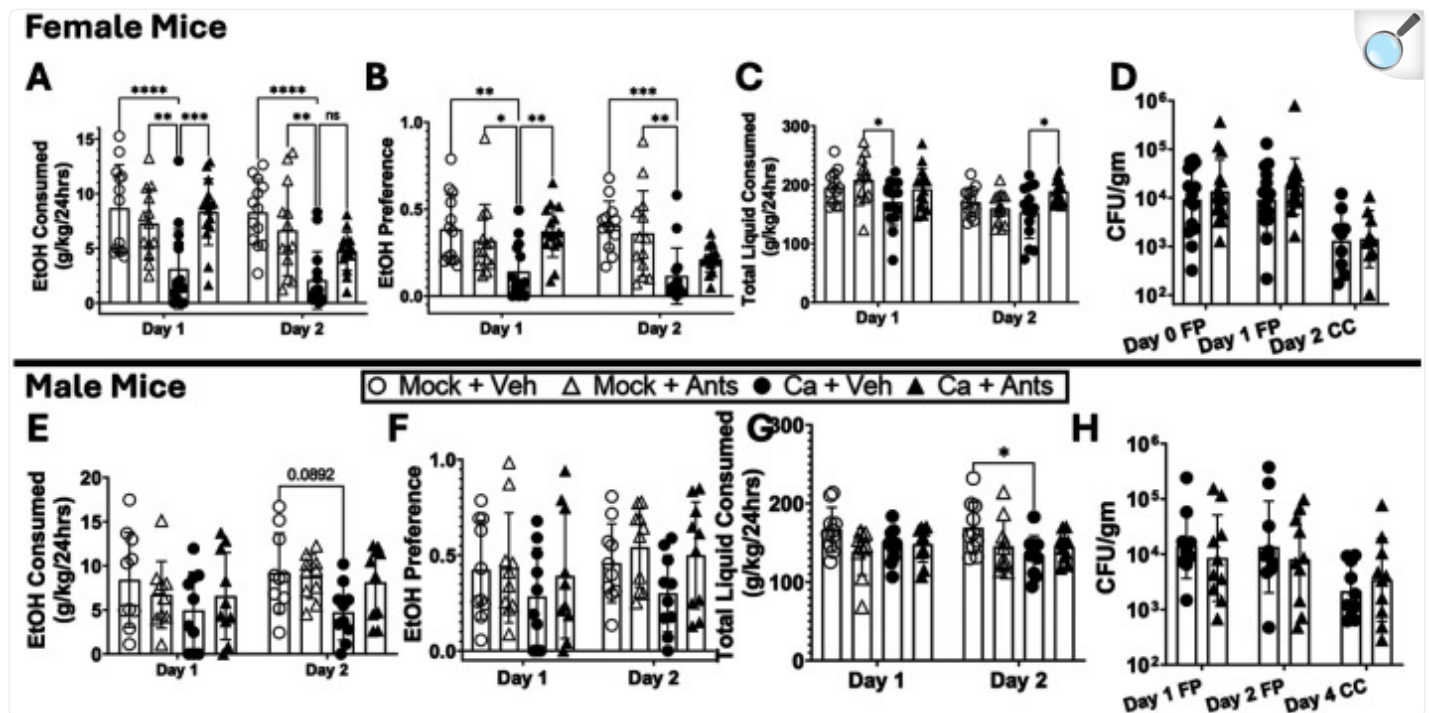 Female Mice
A
EtOH Consumed
(g/kg/24hrs)
15
10
5
0
****
**
***
****
**
ns
Day 1
Day 2
B
EtOH Preference
1.0
0.5
0.0
**
*
**
***
**
Day 1
Day 2
C
Total Liquid Consumed
(g/kg/24hrs)
300
200
100
0
*
*
Day 1
Day 2
D
CFU/gm
10⁶
10⁵
10⁴
10³
10²
Day 0 FP
Day 1 FP
Day 2 CC
Male Mice
Mock + Veh
Mock + Ants
Ca + Veh
Ca + Ants
E
EtOH Consumed
(g/kg/24hrs)
20
15
10
5
0
0.0892
Day 1
Day 2
F
EtOH Preference
1.0
0.5
0.0
Day 1
Day 2
G
Total Liquid Consumed
(g/kg/24hrs)
300
200
100
0
*
Day 1
Day 2
H
CFU/gm
10⁶
10⁵
10⁴
10³
10²
Day 1 FP
Day 2 FP
Day 4 CC